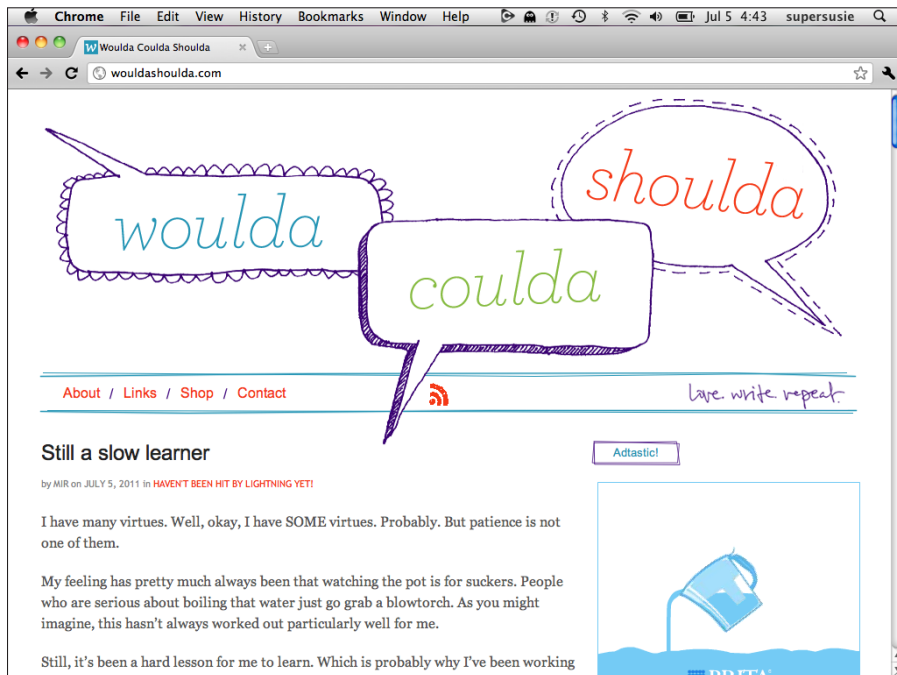 Chrome File Edit View History Bookmarks Window Help Jul 5 4:43 supersusie
Woulda Coulda Shoulda
wouldashoulda.com
woulda
shoulda
coulda
About / Links / Shop / Contact
love. write. repeat.
Still a slow learner
Adtastic!
by MIR on JULY 5, 2011 in HAVEN'T BEEN HIT BY LIGHTNING YET!
I have many virtues. Well, okay, I have SOME virtues. Probably. But patience is not
one of them.
My feeling has pretty much always been that watching the pot is for suckers. People
who are serious about boiling that water just go grab a blowtorch. As you might
imagine, this hasn't always worked out particularly well for me.
Still, it's been a hard lesson for me to learn. Which is probably why I've been working